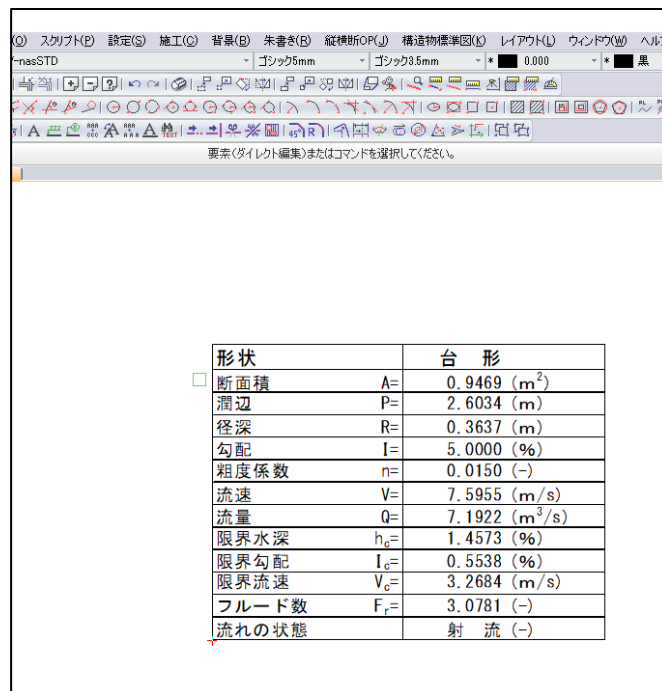 (O) スクリプト(P) 設定(S) 施工(C) 背景(B) 朱書き(R) 縦横断OP(J) 構造物標準図(K) レイアウト(L) ウィンドウ(W) ヘル
-nasSTD ゴシック5mm ゴシック3.5mm * 0.000 * 黒
要素(ダイレクト編集)またはコマンドを選択してください。
形状 台 形
断面積 A= 0.9469 (m²)
潤辺 P= 2.6034 (m)
径深 R= 0.3637 (m)
勾配 I= 5.0000 (%)
粗度係数 n= 0.0150 (-)
流速 V= 7.5955 (m/s)
流量 Q= 7.1922 (m³/s)
限界水深 h_c= 1.4573 (%)
限界勾配 I_c= 0.5538 (%)
限界流速 V_c= 3.2684 (m/s)
フルード数 F_r= 3.0781 (-)
流れの状態 射 流 (-)